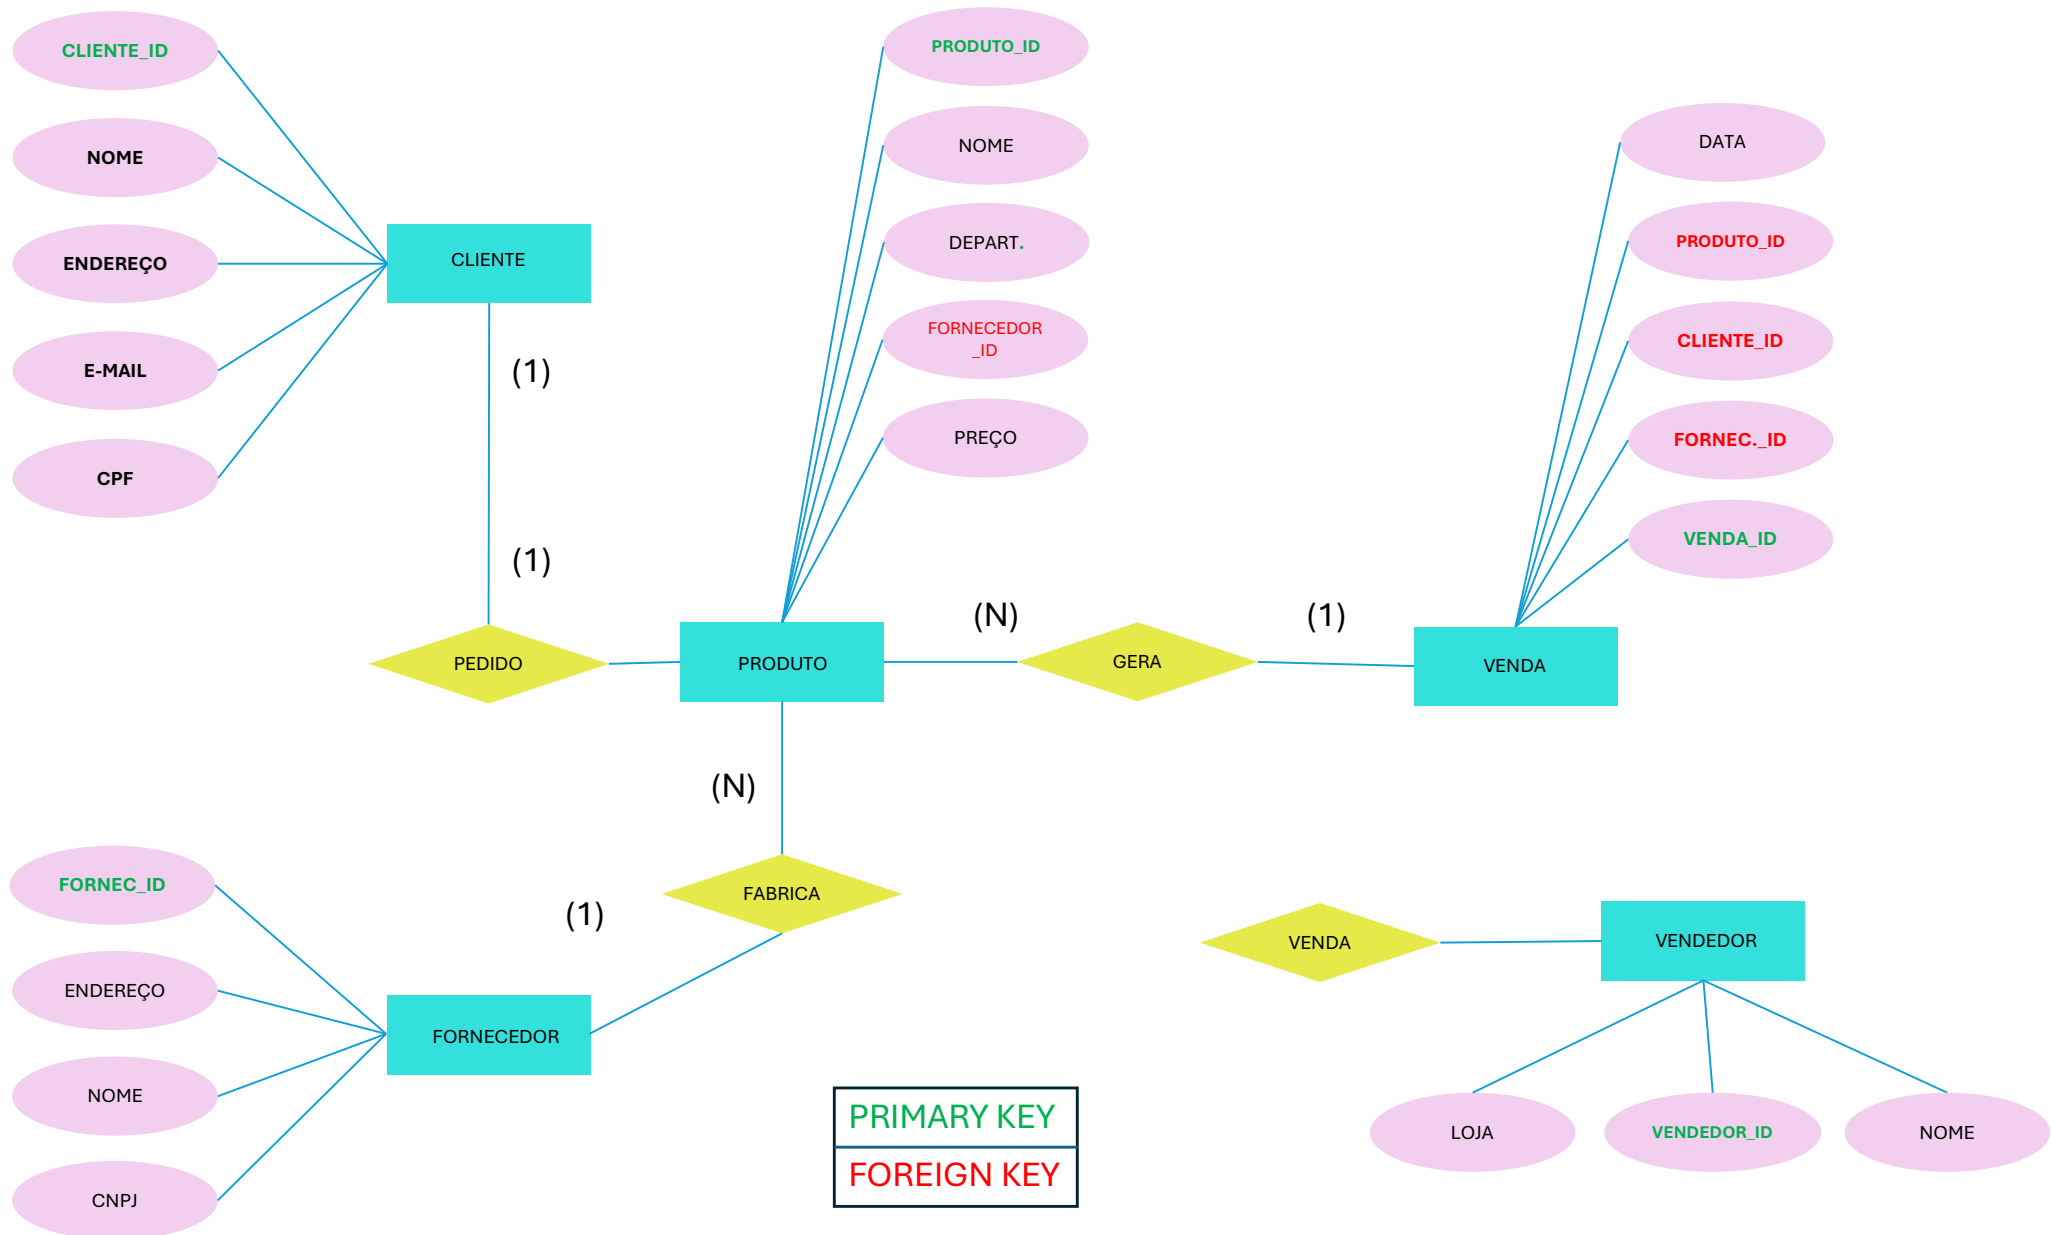 CLIENTE_ID
NOME
ENDEREÇO
E-MAIL
CPF
CLIENTE
(1)
(1)
PEDIDO
PRODUTO_ID
NOME
DEPART.
FORNECEDOR
_ID
PREÇO
PRODUTO
(N)
GERA
(1)
DATA
PRODUTO_ID
CLIENTE_ID
FORNEC._ID
VENDA_ID
VENDA
(N)
FABRICA
(1)
FORNEC_ID
ENDEREÇO
NOME
CNPJ
FORNECEDOR
VENDA
VENDEDOR
LOJA
VENDEDOR_ID
NOME
PRIMARY KEY
FOREIGN KEY